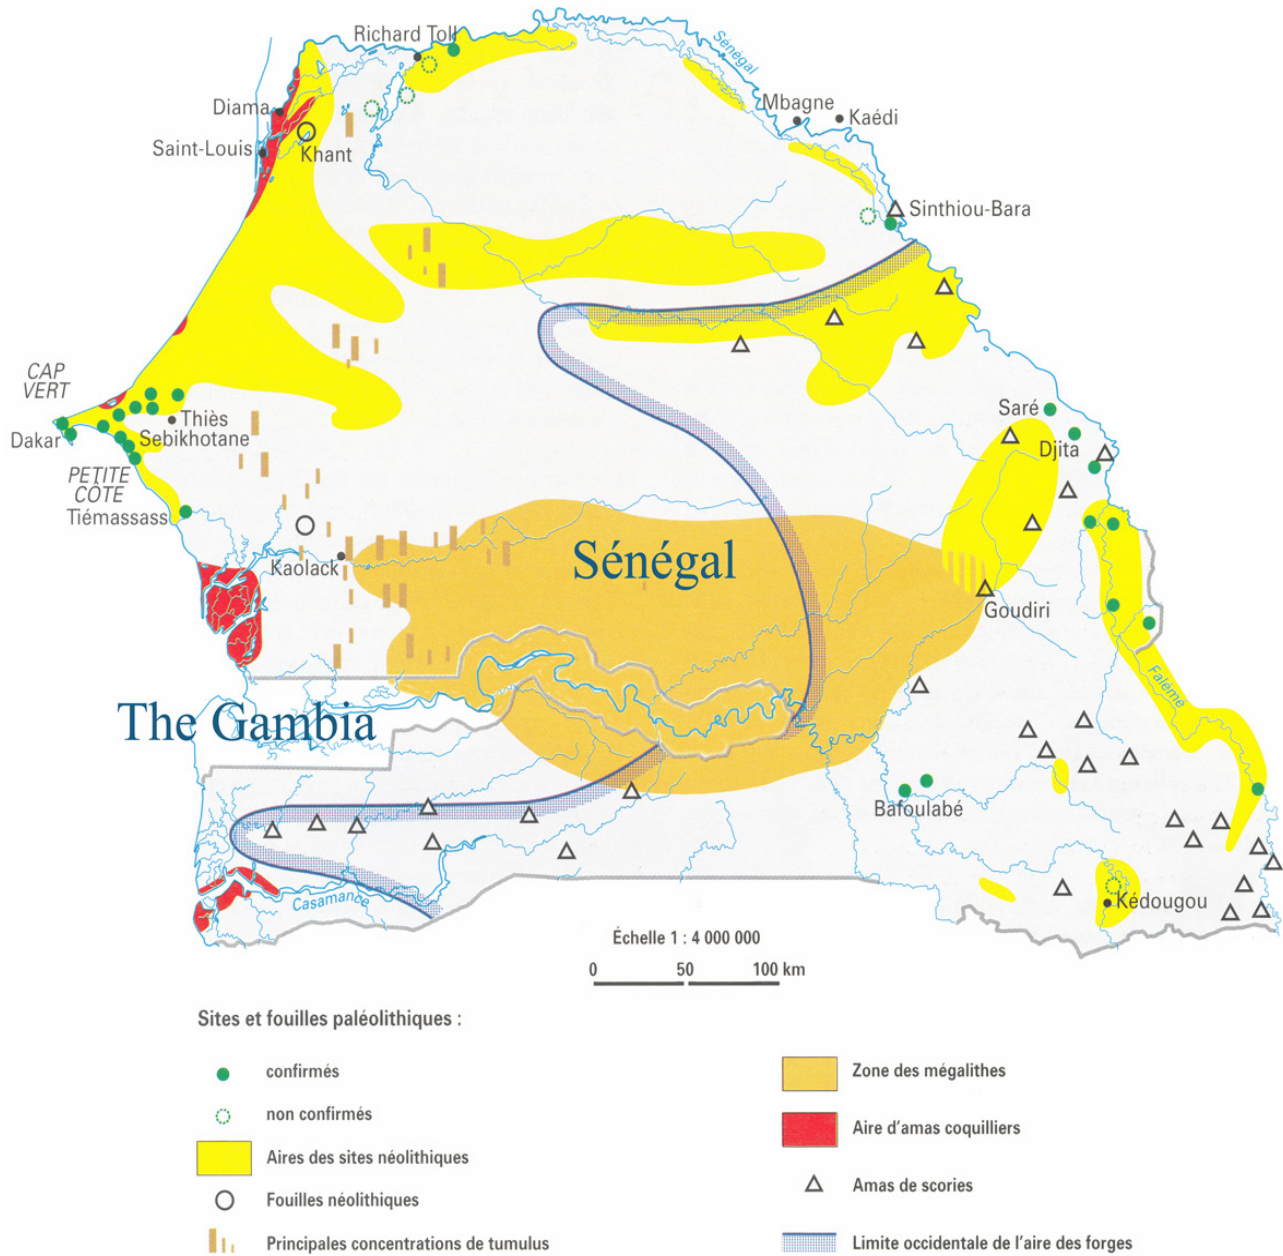 Richard Toll
Sénégal
Diama
Mbagne
Kaédi
Saint-Louis
Khant
Sinthiou-Bara
CAP
VERT
Thiès
Saré
Dakar
Sebikhotane
Djita
PETITE
CÔTE
Tiémassass
Kaolack
Sénégal
Goudiri
Falémé
The Gambia
Bafoulabé
Casamance
Kédougou
Échelle 1 : 4 000 000
0 50 100 km
Sites et fouilles paléolithiques :
confirmés
non confirmés
Aires des sites néolithiques
Fouilles néolithiques
Principales concentrations de tumulus
Zone des mégalithes
Aire d'amas coquilliers
Amas de scories
Limite occidentale de l'aire des forges